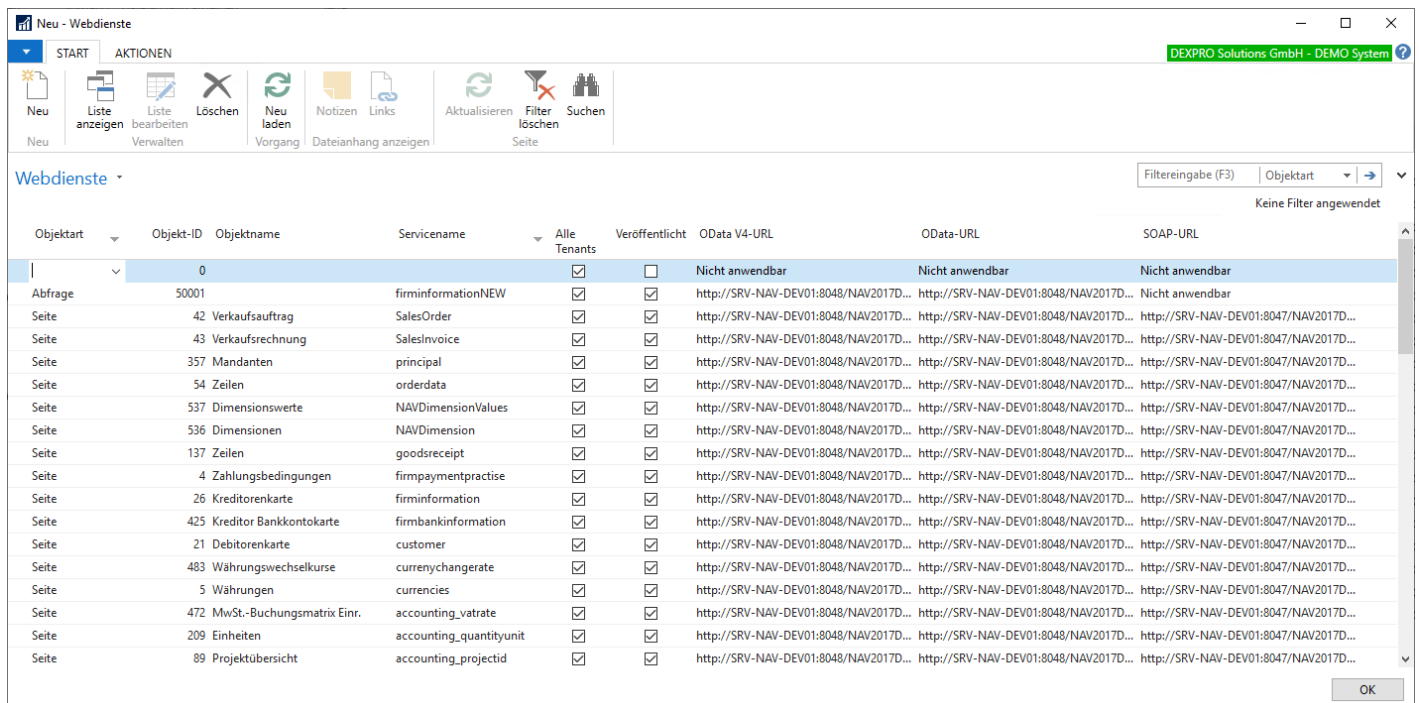 Neu - Webdienste
START AKTIONEN
DEXPRO Solutions GmbH - DEMO System ?
Neu Liste anzeigen Liste bearbeiten Löschen Neu laden Notizen Links Aktualisieren Filter löschen Suchen
Neu Verwalten Vorgang Dateianhang anzeigen Seite
Webdienste
Filtereingabe (F3) Objektart
Keine Filter angewendet
Objektart Objekt-ID Objektname Servicename Alle Tenants Veröffentlicht OData V4-URL OData-URL SOAP-URL
0 Nicht anwendbar Nicht anwendbar Nicht anwendbar
Abfrage 50001 firminformationNEW http://SRV-NAV-DEV01:8048/NAV2017D... http://SRV-NAV-DEV01:8048/NAV2017D... Nicht anwendbar
Seite 42 Verkaufsauftrag SalesOrder http://SRV-NAV-DEV01:8048/NAV2017D... http://SRV-NAV-DEV01:8048/NAV2017D... http://SRV-NAV-DEV01:8047/NAV2017D...
Seite 43 Verkaufsrechnung SalesInvoice http://SRV-NAV-DEV01:8048/NAV2017D... http://SRV-NAV-DEV01:8048/NAV2017D... http://SRV-NAV-DEV01:8047/NAV2017D...
Seite 357 Mandanten principal http://SRV-NAV-DEV01:8048/NAV2017D... http://SRV-NAV-DEV01:8048/NAV2017D... http://SRV-NAV-DEV01:8047/NAV2017D...
Seite 54 Zeilen orderdata http://SRV-NAV-DEV01:8048/NAV2017D... http://SRV-NAV-DEV01:8048/NAV2017D... http://SRV-NAV-DEV01:8047/NAV2017D...
Seite 537 Dimensionswerte NAVDimensionValues http://SRV-NAV-DEV01:8048/NAV2017D... http://SRV-NAV-DEV01:8048/NAV2017D... http://SRV-NAV-DEV01:8047/NAV2017D...
Seite 536 Dimensionen NAVDimension http://SRV-NAV-DEV01:8048/NAV2017D... http://SRV-NAV-DEV01:8048/NAV2017D... http://SRV-NAV-DEV01:8047/NAV2017D...
Seite 137 Zeilen goodsreceipt http://SRV-NAV-DEV01:8048/NAV2017D... http://SRV-NAV-DEV01:8048/NAV2017D... http://SRV-NAV-DEV01:8047/NAV2017D...
Seite 4 Zahlungsbedingungen firmpaymentpractise http://SRV-NAV-DEV01:8048/NAV2017D... http://SRV-NAV-DEV01:8048/NAV2017D... http://SRV-NAV-DEV01:8047/NAV2017D...
Seite 26 Kreditorenkarte firminformation http://SRV-NAV-DEV01:8048/NAV2017D... http://SRV-NAV-DEV01:8048/NAV2017D... http://SRV-NAV-DEV01:8047/NAV2017D...
Seite 425 Kreditor Bankkontokarte firmbankinformation http://SRV-NAV-DEV01:8048/NAV2017D... http://SRV-NAV-DEV01:8048/NAV2017D... http://SRV-NAV-DEV01:8047/NAV2017D...
Seite 21 Debitorenkarte customer http://SRV-NAV-DEV01:8048/NAV2017D... http://SRV-NAV-DEV01:8048/NAV2017D... http://SRV-NAV-DEV01:8047/NAV2017D...
Seite 483 Währungswechselkurse currenychangerate http://SRV-NAV-DEV01:8048/NAV2017D... http://SRV-NAV-DEV01:8048/NAV2017D... http://SRV-NAV-DEV01:8047/NAV2017D...
Seite 5 Währungen currencies http://SRV-NAV-DEV01:8048/NAV2017D... http://SRV-NAV-DEV01:8048/NAV2017D... http://SRV-NAV-DEV01:8047/NAV2017D...
Seite 472 MwSt.-Buchungsmatrix Einr. accounting_vatrate http://SRV-NAV-DEV01:8048/NAV2017D... http://SRV-NAV-DEV01:8048/NAV2017D... http://SRV-NAV-DEV01:8047/NAV2017D...
Seite 209 Einheiten accounting_quantityunit http://SRV-NAV-DEV01:8048/NAV2017D... http://SRV-NAV-DEV01:8048/NAV2017D... http://SRV-NAV-DEV01:8047/NAV2017D...
Seite 89 Projektübersicht accounting_projectid http://SRV-NAV-DEV01:8048/NAV2017D... http://SRV-NAV-DEV01:8048/NAV2017D... http://SRV-NAV-DEV01:8047/NAV2017D...
OK